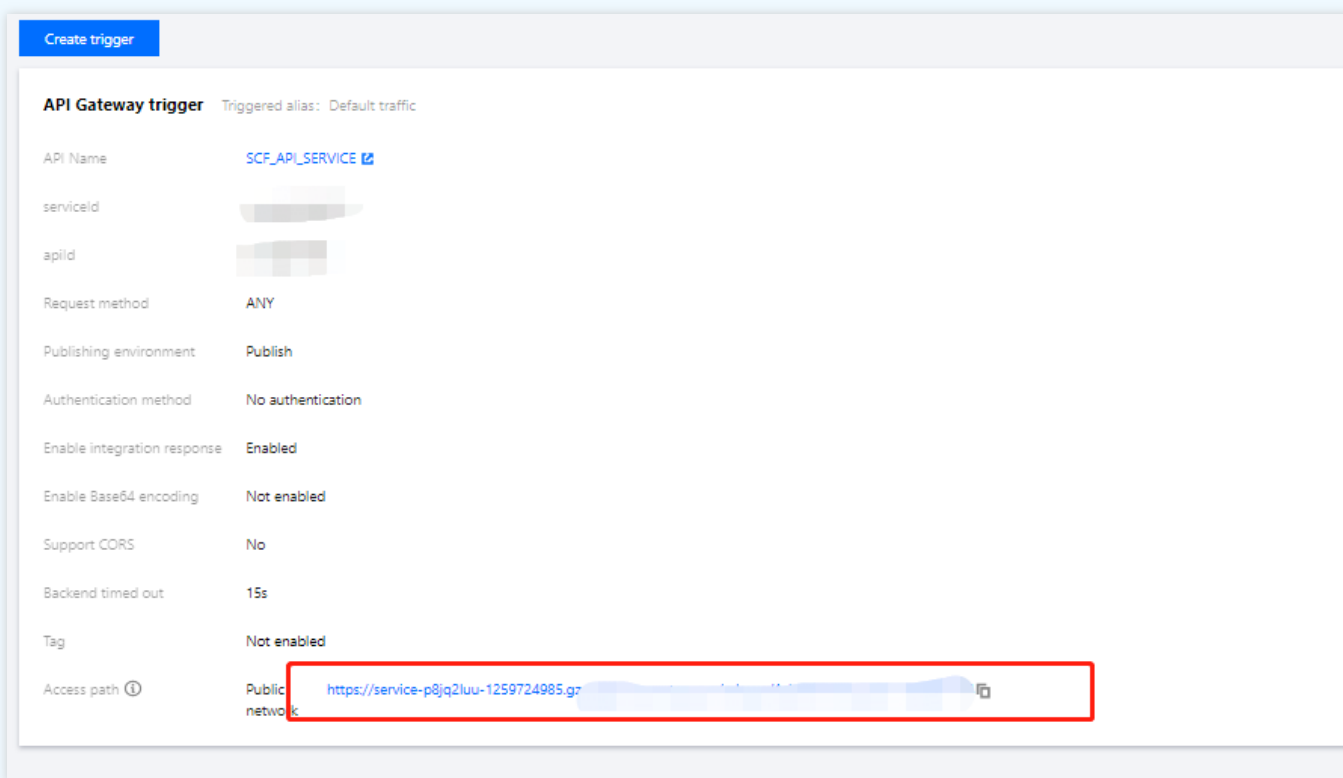 Create trigger
API Gateway trigger Triggered alias: Default traffic
API Name SCF_API_SERVICE
serviceId
apiId
Request method ANY
Publishing environment Publish
Authentication method No authentication
Enable integration response Enabled
Enable Base64 encoding Not enabled
Support CORS No
Backend timed out 15s
Tag Not enabled
Access path Public https://service-p8jq2luu-1259724985.gz
network